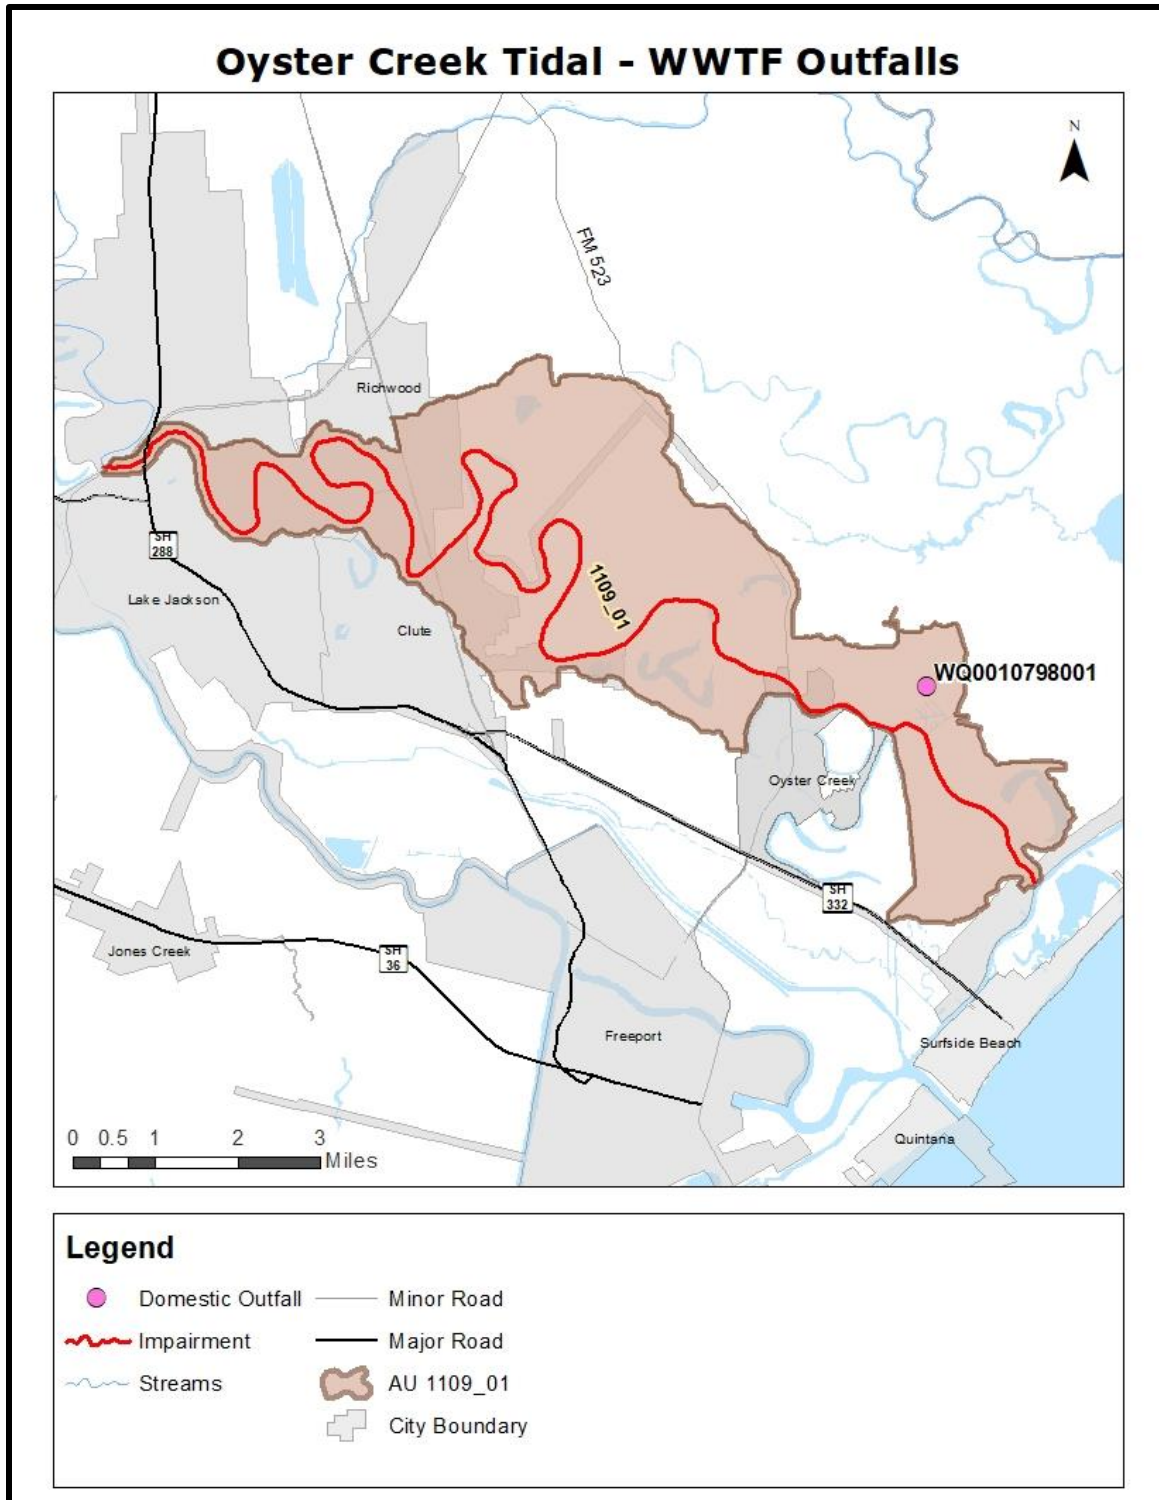 Oyster Creek Tidal - WWTF Outfalls
N
FM 523
Richwood
SH
288
Lake Jackson
Clute
1109_01
WQ0010798001
Oyster Creek
SH
332
Jones Creek
SH
36
Freeport
Surfside Beach
Quintana
0 0.5 1 2 3
Miles
Legend
Domestic Outfall
Minor Road
Impairment
Major Road
Streams
AU 1109_01
City Boundary